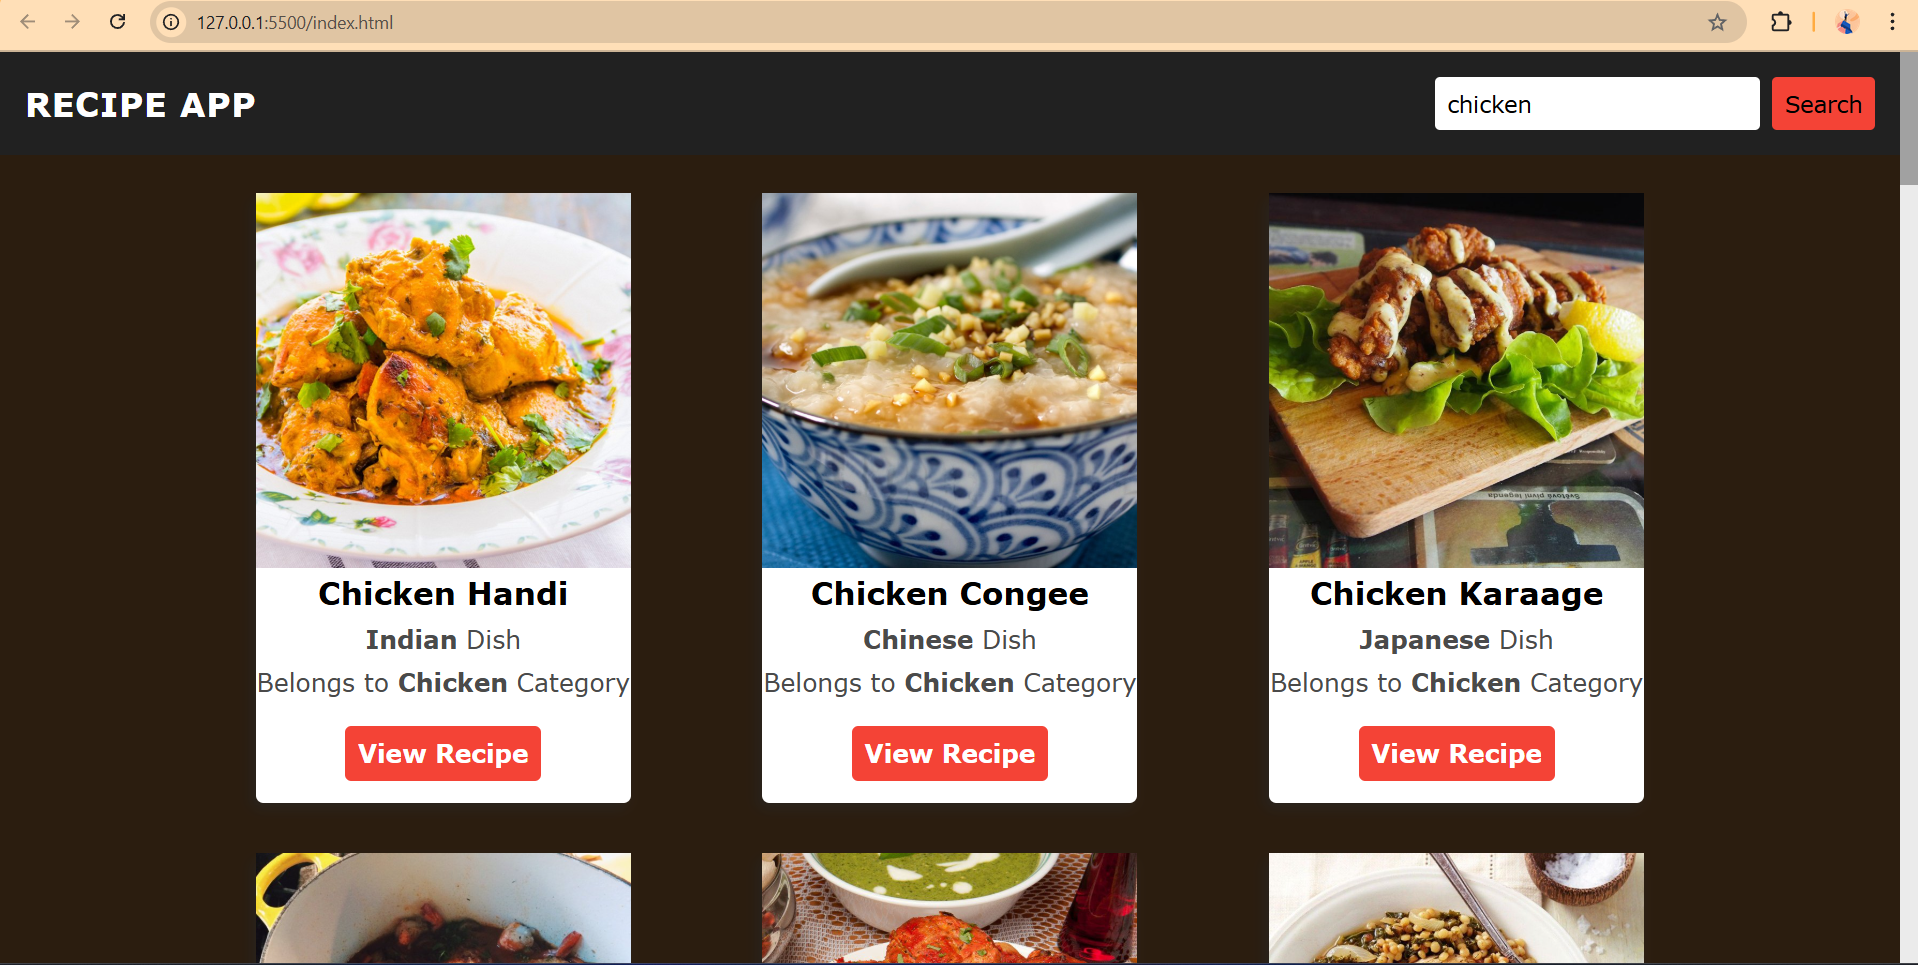 127.0.0.1:5500/index.html
RECIPE APP
chicken
Search
Chicken Handi
Indian Dish
Belongs to Chicken Category
View Recipe
Chicken Congee
Chinese Dish
Belongs to Chicken Category
View Recipe
Chicken Karaage
Japanese Dish
Belongs to Chicken Category
View Recipe